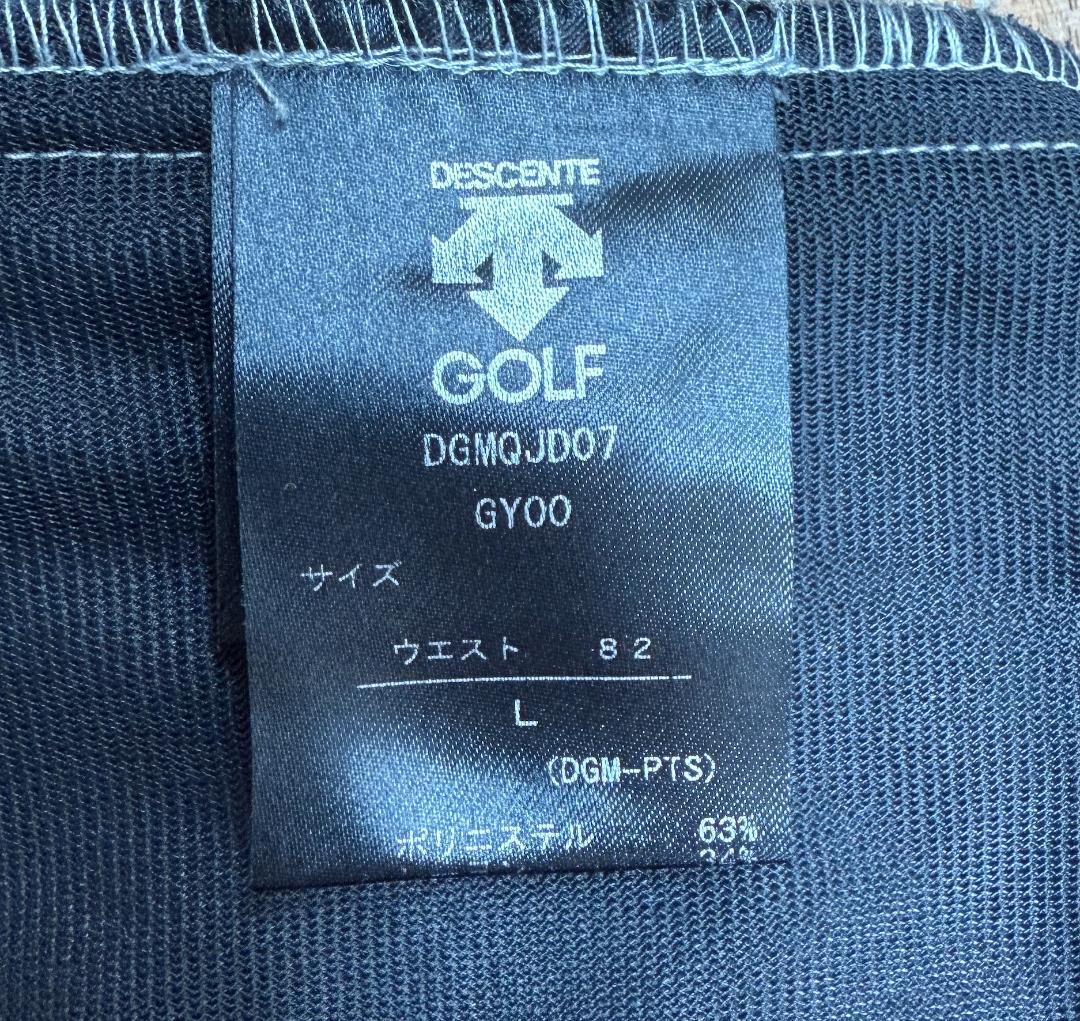 DESCENTE
GOLF
DGMQJD07
GY00
サイズ
ウエスト 82
L
(DGM-PTS)
ポリエステル 63%